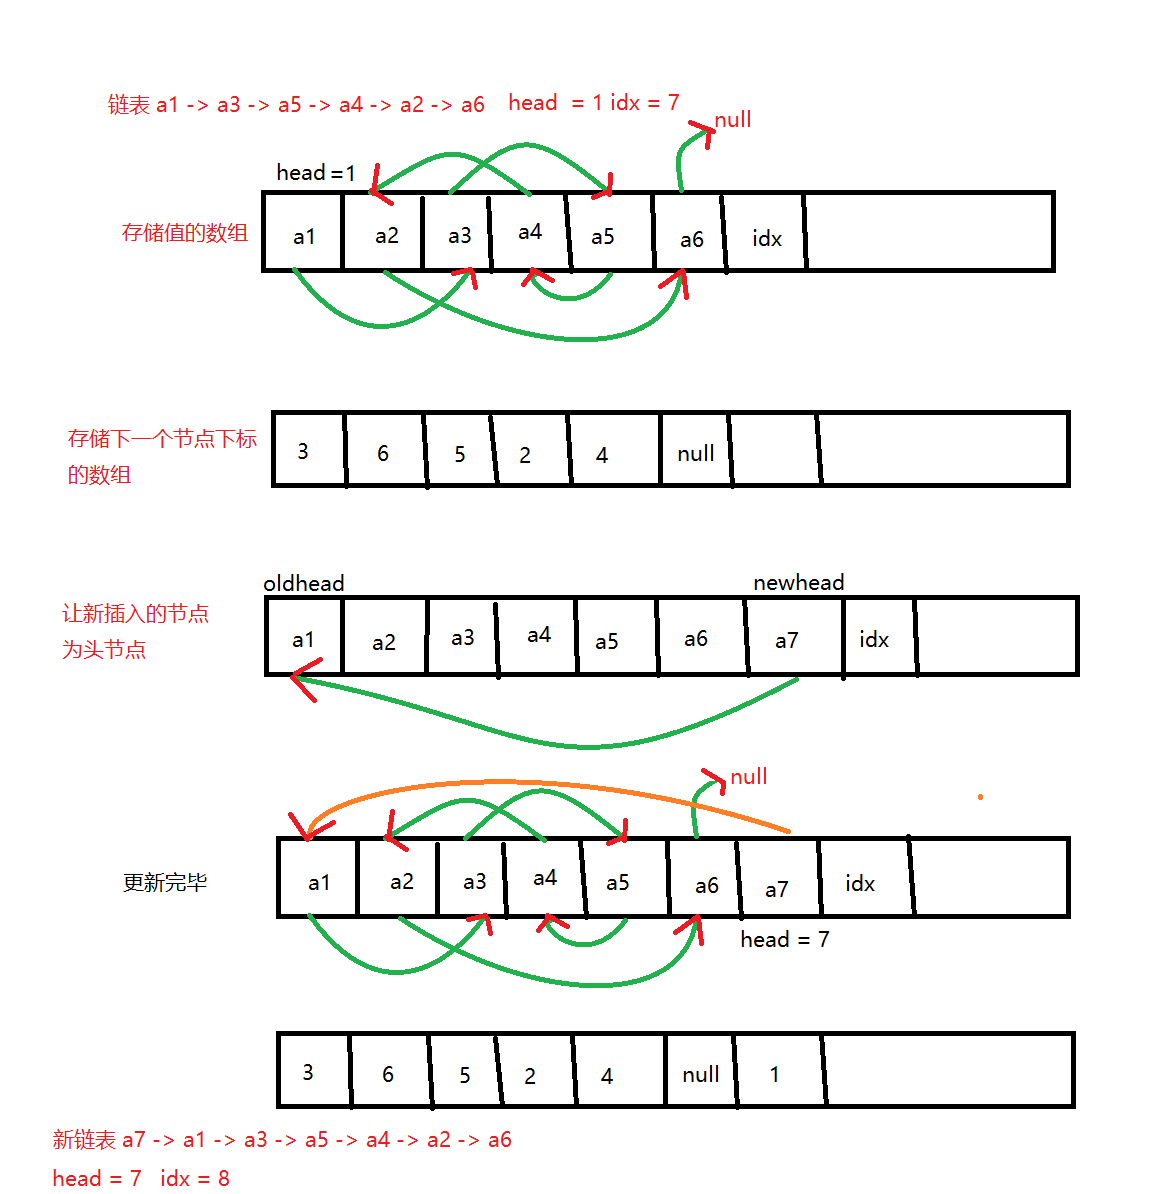 链表 a1 -> a3 -> a5 -> a4 -> a2 -> a6 head = 1 idx = 7
null
head =1
存储值的数组
a1 a2 a3 a4 a5 a6 idx
存储下一个节点下标
的数组
3 6 5 2 4 null
oldhead newhead
让新插入的节点
为头节点
a1 a2 a3 a4 a5 a6 a7 idx
null
更新完毕
a1 a2 a3 a4 a5 a6 a7 idx
head = 7
3 6 5 2 4 null 1
新链表 a7 -> a1 -> a3 -> a5 -> a4 -> a2 -> a6
head = 7 idx = 8